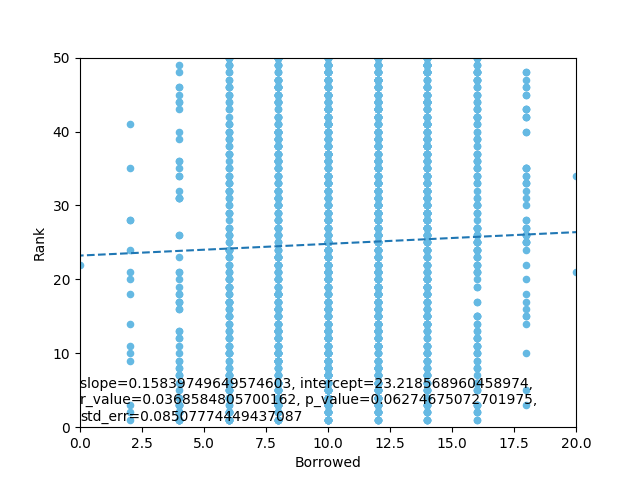 50
40
30
20
10
0
Rank
slope=0.15839749649574603, intercept=23.218568960458974,
r_value=0.0368584805700162, p_value=0.06274675072701975,
std_err=0.08507774449437087
0.0 2.5 5.0 7.5 10.0 12.5 15.0 17.5 20.0
Borrowed